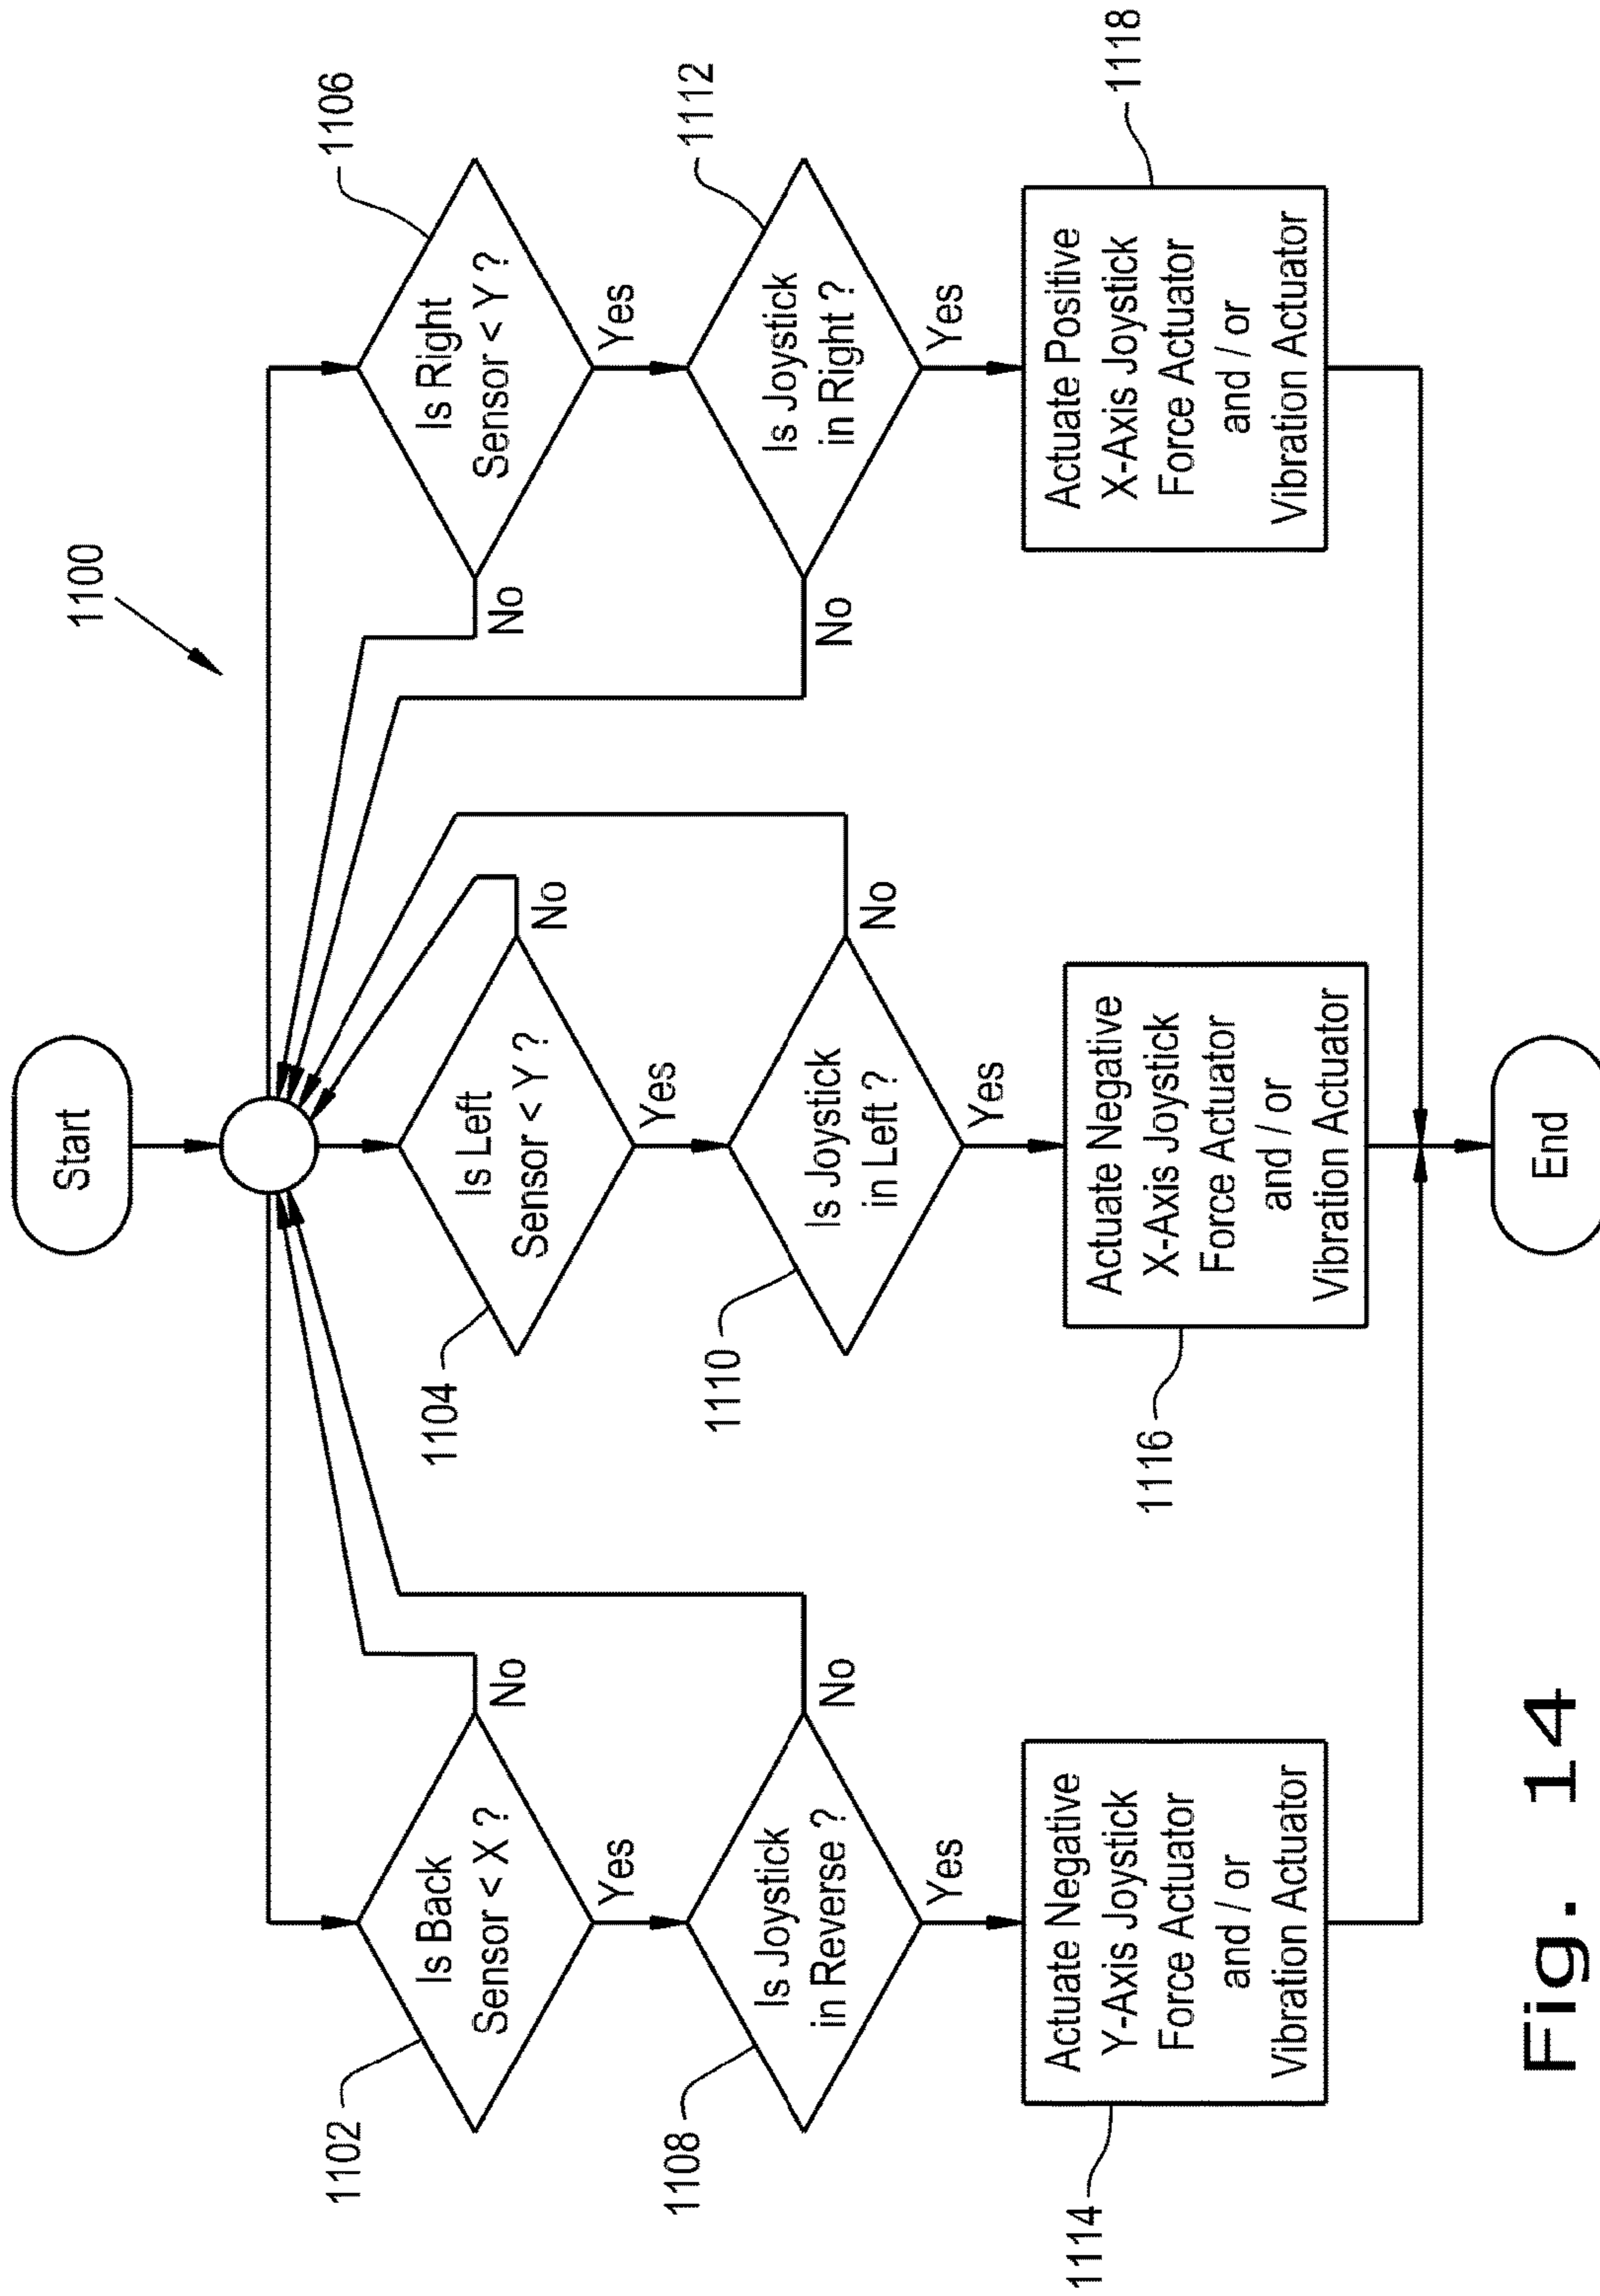 Start
1100
1102
Is Back
Sensor < X ?
No
Yes
1104
Is Left
Sensor < Y ?
No
Yes
1106
Is Right
Sensor < Y ?
No
Yes
1108
Is Joystick
in Reverse ?
No
Yes
1110
Is Joystick
in Left ?
No
Yes
1112
Is Joystick
in Right ?
No
Yes
1114
Actuate Negative
Y-Axis Joystick
Force Actuator
and / or
Vibration Actuator
1116
Actuate Negative
X-Axis Joystick
Force Actuator
and / or
Vibration Actuator
1118
Actuate Positive
X-Axis Joystick
Force Actuator
and / or
Vibration Actuator
End
Fig. 14